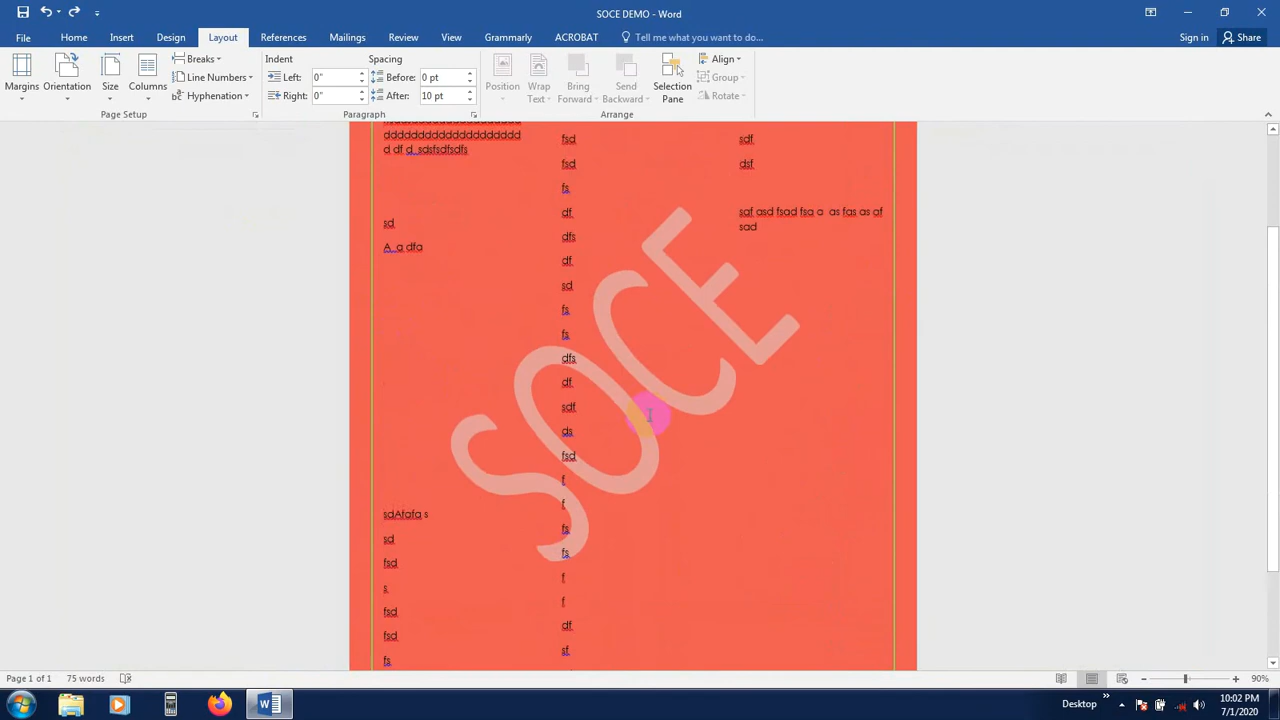 SOCE DEMO - Word
File
Home
Insert
Design
Layout
References
Mailings
Review
View
Grammarly
ACROBAT
Tell me what you want to do...
Sign in
Share
Margins
Orientation
Size
Columns
Breaks
Line Numbers
Hyphenation
Page Setup
Indent
Left: 0"
Right: 0"
Spacing
Before: 0 pt
After: 10 pt
Paragraph
Position
Wrap
Text
Bring
Forward
Send
Backward
Selection
Pane
Align
Group
Rotate
Arrange
ddddddddddddddddddd
d df d sdsfsdfsdfs
sd
A a dfa
sdAfafa s
sd
fsd
s
fsd
fsd
fs
fsd
fsd
fs
df
dfs
df
sd
fs
fs
dfs
df
sdf
ds
fsd
f
f
fs
fs
f
f
df
sf
sdf
dsf
saf asd fsad fsa a as fas as af
sad
SOCE
Page 1 of 1
75 words
90%
Desktop
10:02 PM
7/1/2020